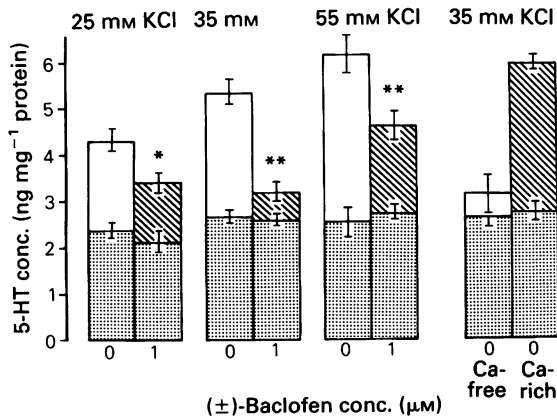 25 mM KCl 35 mM 55 mM KCl 35 mM KCl
5-HT conc. (ng mg⁻¹ protein)
6
5
4
3
2
1
0
*
**
**
0 1 0 1 0 1 0 0
Ca-free Ca-rich
(±)-Baclofen conc. (μM)